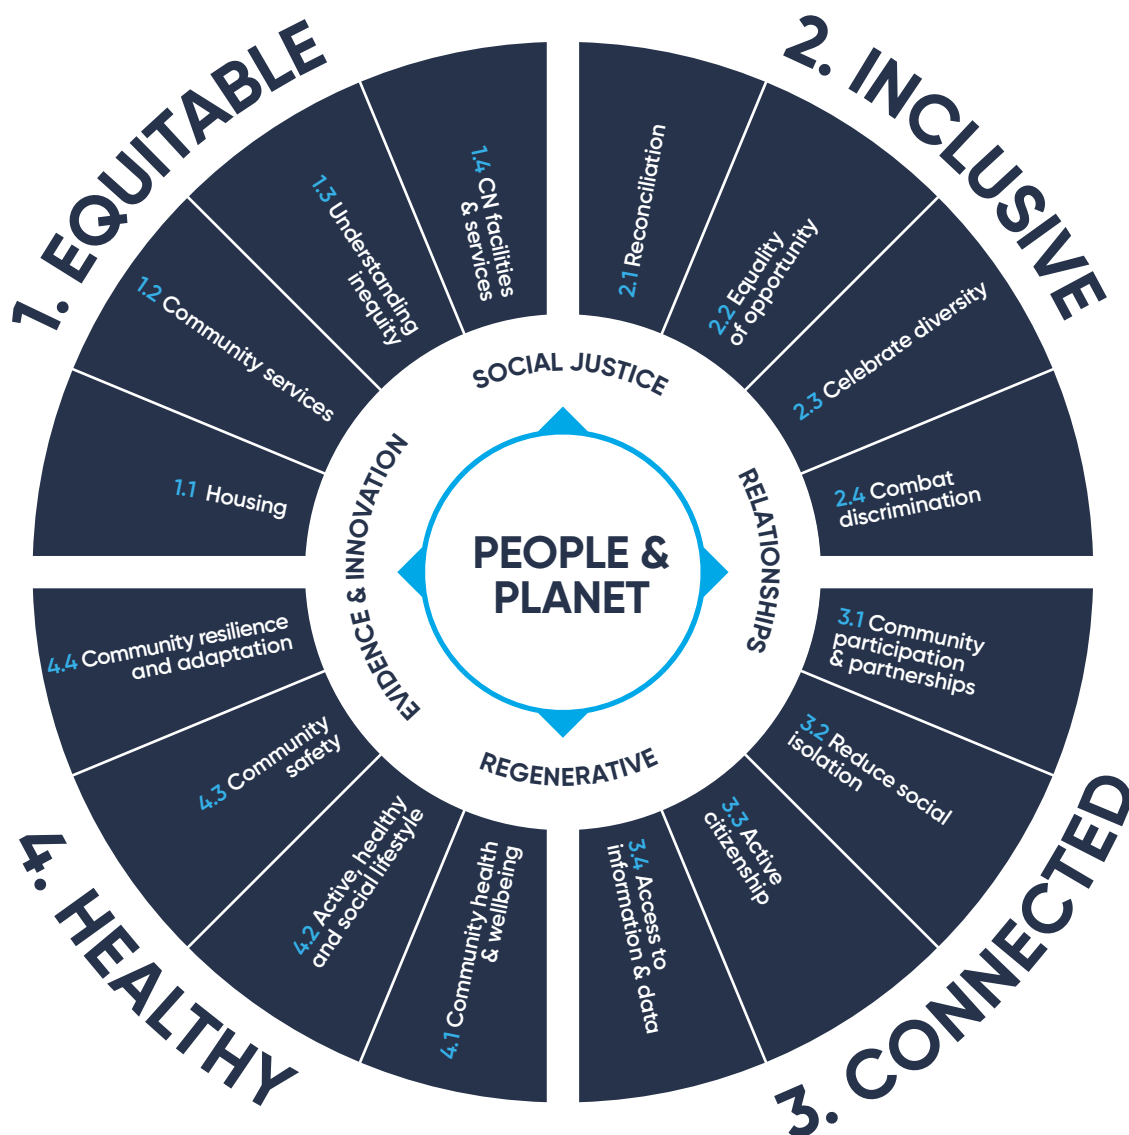 1. EQUITABLE
1.1 Housing
1.2 Community services
1.3 Understanding
inequity
1.4 CN facilities
& services
2. INCLUSIVE
2.1 Reconciliation
2.2 Equality
of opportunity
2.3 Celebrate diversity
2.4 Combat
discrimination
3. CONNECTED
3.1 Community
participation
& partnerships
3.2 Reduce social
isolation
3.3 Active
citizenship
3.4 Access to
information & data
4. HEALTHY
4.1 Community health
& wellbeing
4.2 Active, healthy
and social lifestyle
4.3 Community
safety
4.4 Community resilience
and adaptation
SOCIAL JUSTICE
RELATIONSHIPS
REGENERATIVE
EVIDENCE & INNOVATION
PEOPLE &
PLANET